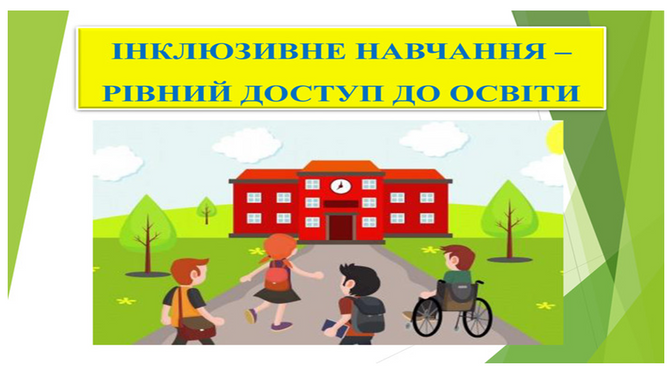 ІНКЛЮЗИВНЕ НАВЧАННЯ –
РІВНИЙ ДОСТУП ДО ОСВІТИ